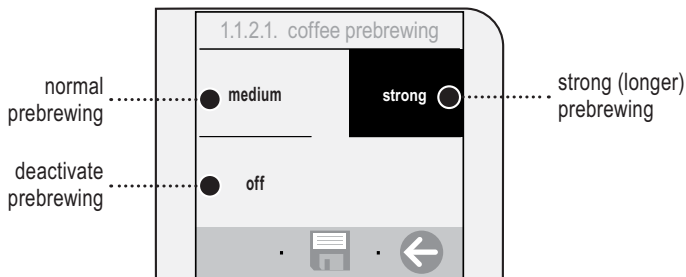 1.1.2.1. coffee prebrewing
normal
prebrewing
medium
strong
strong (longer)
prebrewing
deactivate
prebrewing
off